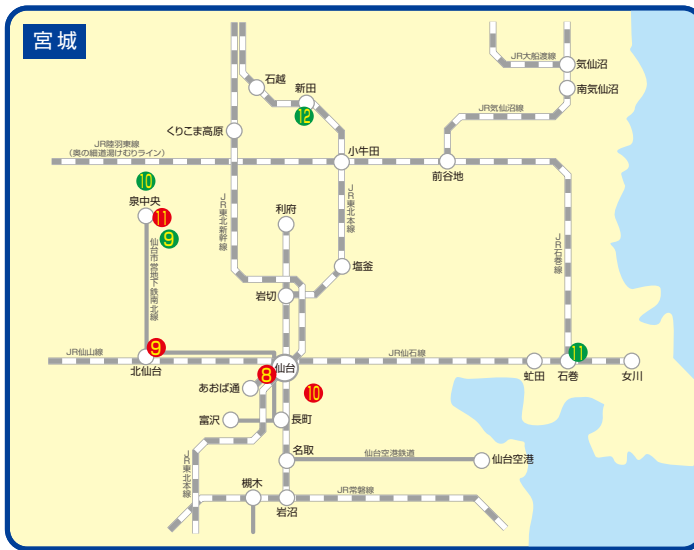 宮城
JR大船渡線
気仙沼
石越
新田
⑫
南気仙沼
JR気仙沼線
くりこま高原
JR陸羽東線
(奥の細道湯けむりライン)
小牛田
前谷地
⑩
泉中央
⑪
⑨
利府
JR東北新幹線
JR東北本線
JR石巻線
仙台市営地下鉄南北線
塩釜
岩切
⑨
JR仙山線
北仙台
仙台
JR仙石線
⑪
⑧
虻田
石巻
女川
あおば通
⑩
富沢
長町
名取
仙台空港鉄道
仙台空港
JR東北本線
槻木
岩沼
JR常磐線